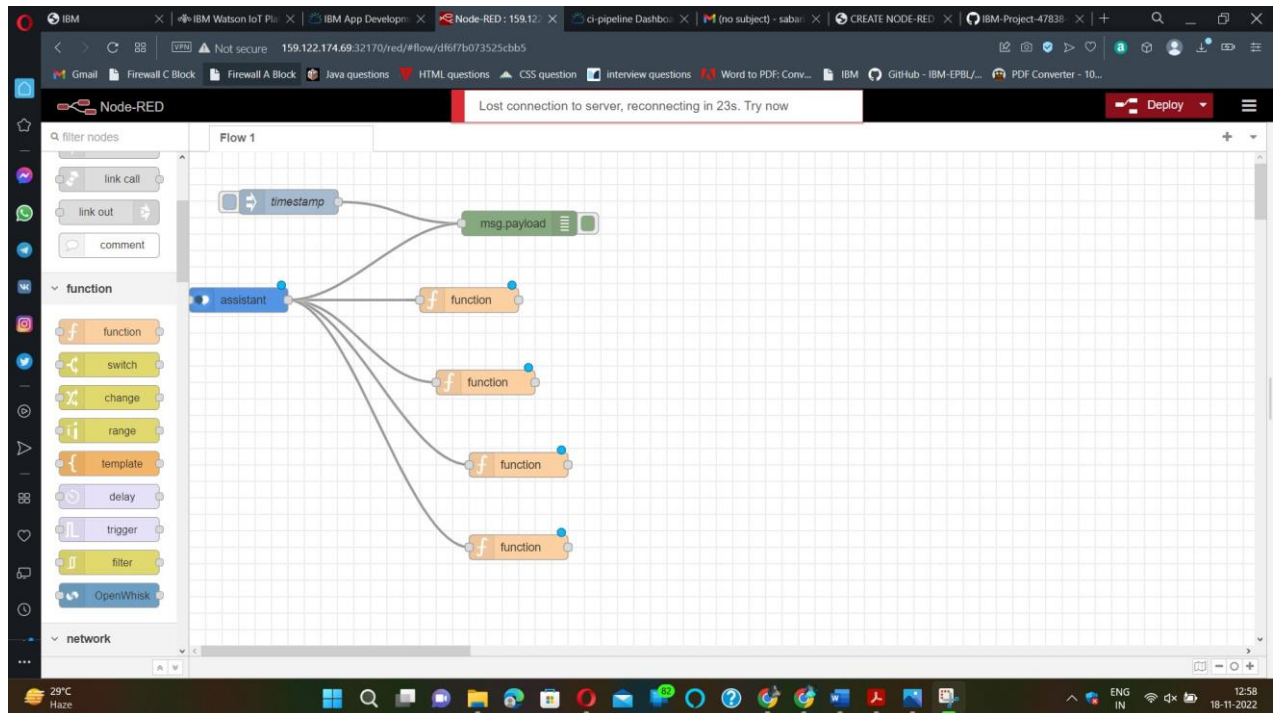 IBM
IBM Watson IoT Pla
IBM App Developm
Node-RED : 159.122
ci-pipeline Dashboa
(no subject) - sabari
CREATE NODE-RED
IBM-Project-47838-
VPN
Not secure 159.122.174.69:32170/red/#flow/df6f7b073525cbb5
Gmail
Firewall C Block
Firewall A Block
Java questions
HTML questions
CSS question
interview questions
Word to PDF: Conv...
IBM
GitHub - IBM-EPBL/...
PDF Converter - 10...
Node-RED
Lost connection to server, reconnecting in 23s. Try now
Deploy
filter nodes
Flow 1
link call
link out
comment
function
function
switch
change
range
template
delay
trigger
filter
OpenWhisk
network
timestamp
msg.payload
assistant
function
function
function
function
29°C
Haze
82
ENG
IN
12:58
18-11-2022